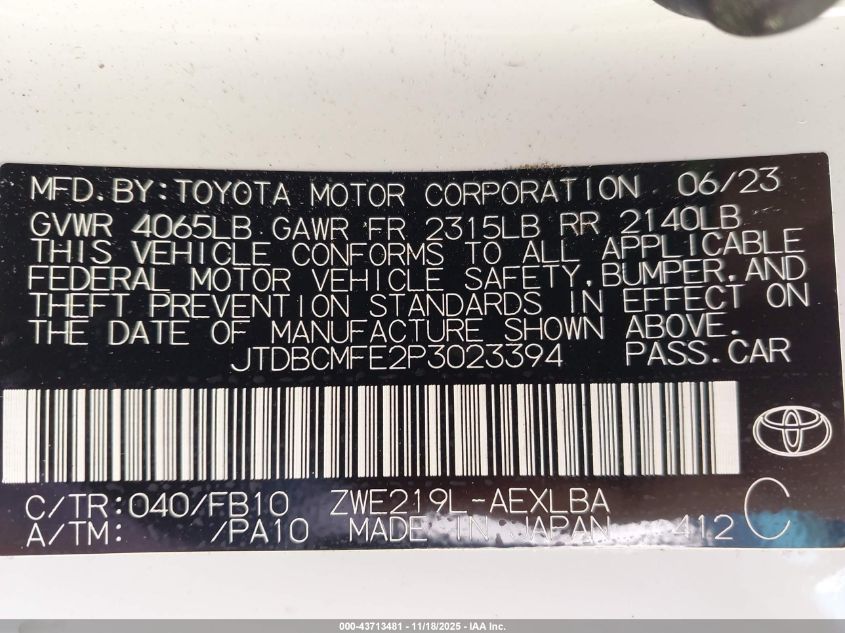 MFD.BY:TOYOTA MOTOR CORPORATION 06/23
GVWR 4065LB GAWR FR 2315LB RR 2140LB
THIS VEHICLE CONFORMS TO ALL APPLICABLE
FEDERAL MOTOR VEHICLE SAFETY,BUMPER,AND
THEFT PREVENTION STANDARDS IN EFFECT ON
THE DATE OF MANUFACTURE SHOWN ABOVE.
JTDBCMFE2P3023394 PASS.CAR
C/TR:040/FB10 ZWE219L-AEXLBA C
A/TM: /PA10 MADE IN JAPAN 412
000-43713481 - 11/18/2025 - IAA Inc.